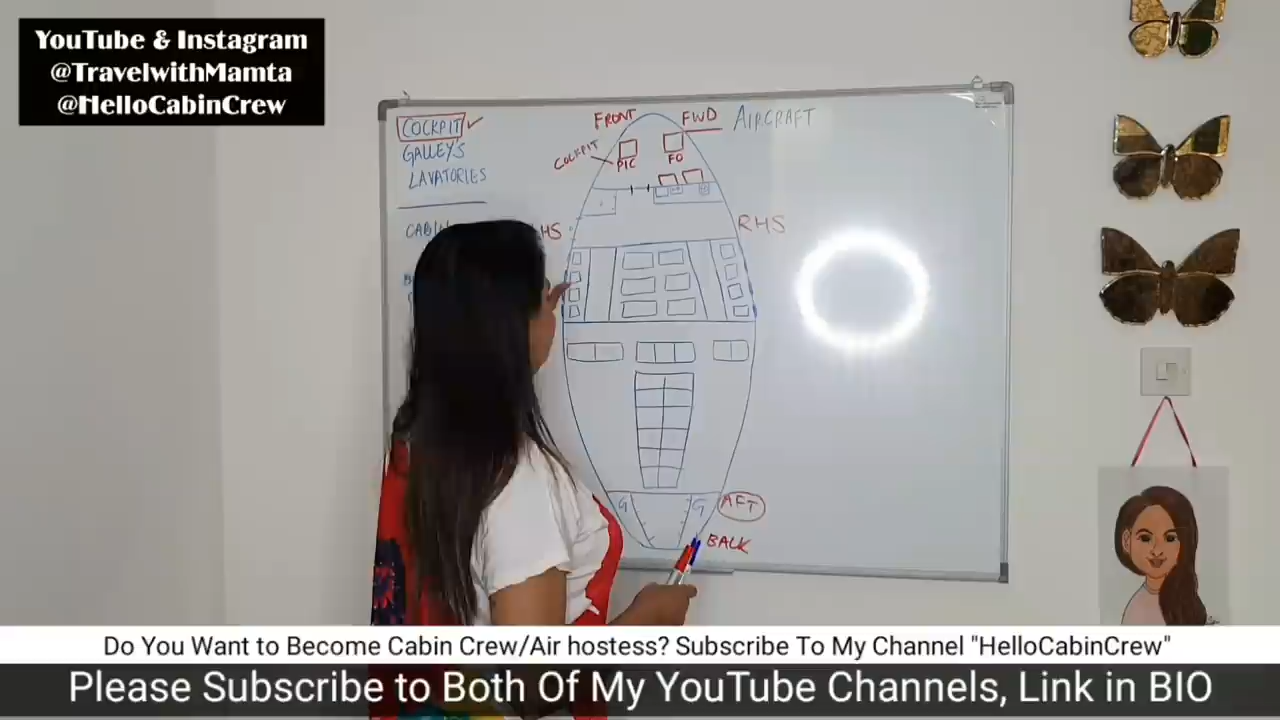 YouTube & Instagram
@TravelwithMamta
@HelloCabinCrew
COCKPIT
GALLEY'S
LAVATORIES
FRONT
FWD
AIRCRAFT
COCKPIT
PIC
FO
RHS
G
G
AFT
BACK
Do You Want to Become Cabin Crew/Air hostess? Subscribe To My Channel "HelloCabinCrew"
Please Subscribe to Both Of My YouTube Channels, Link in BIO